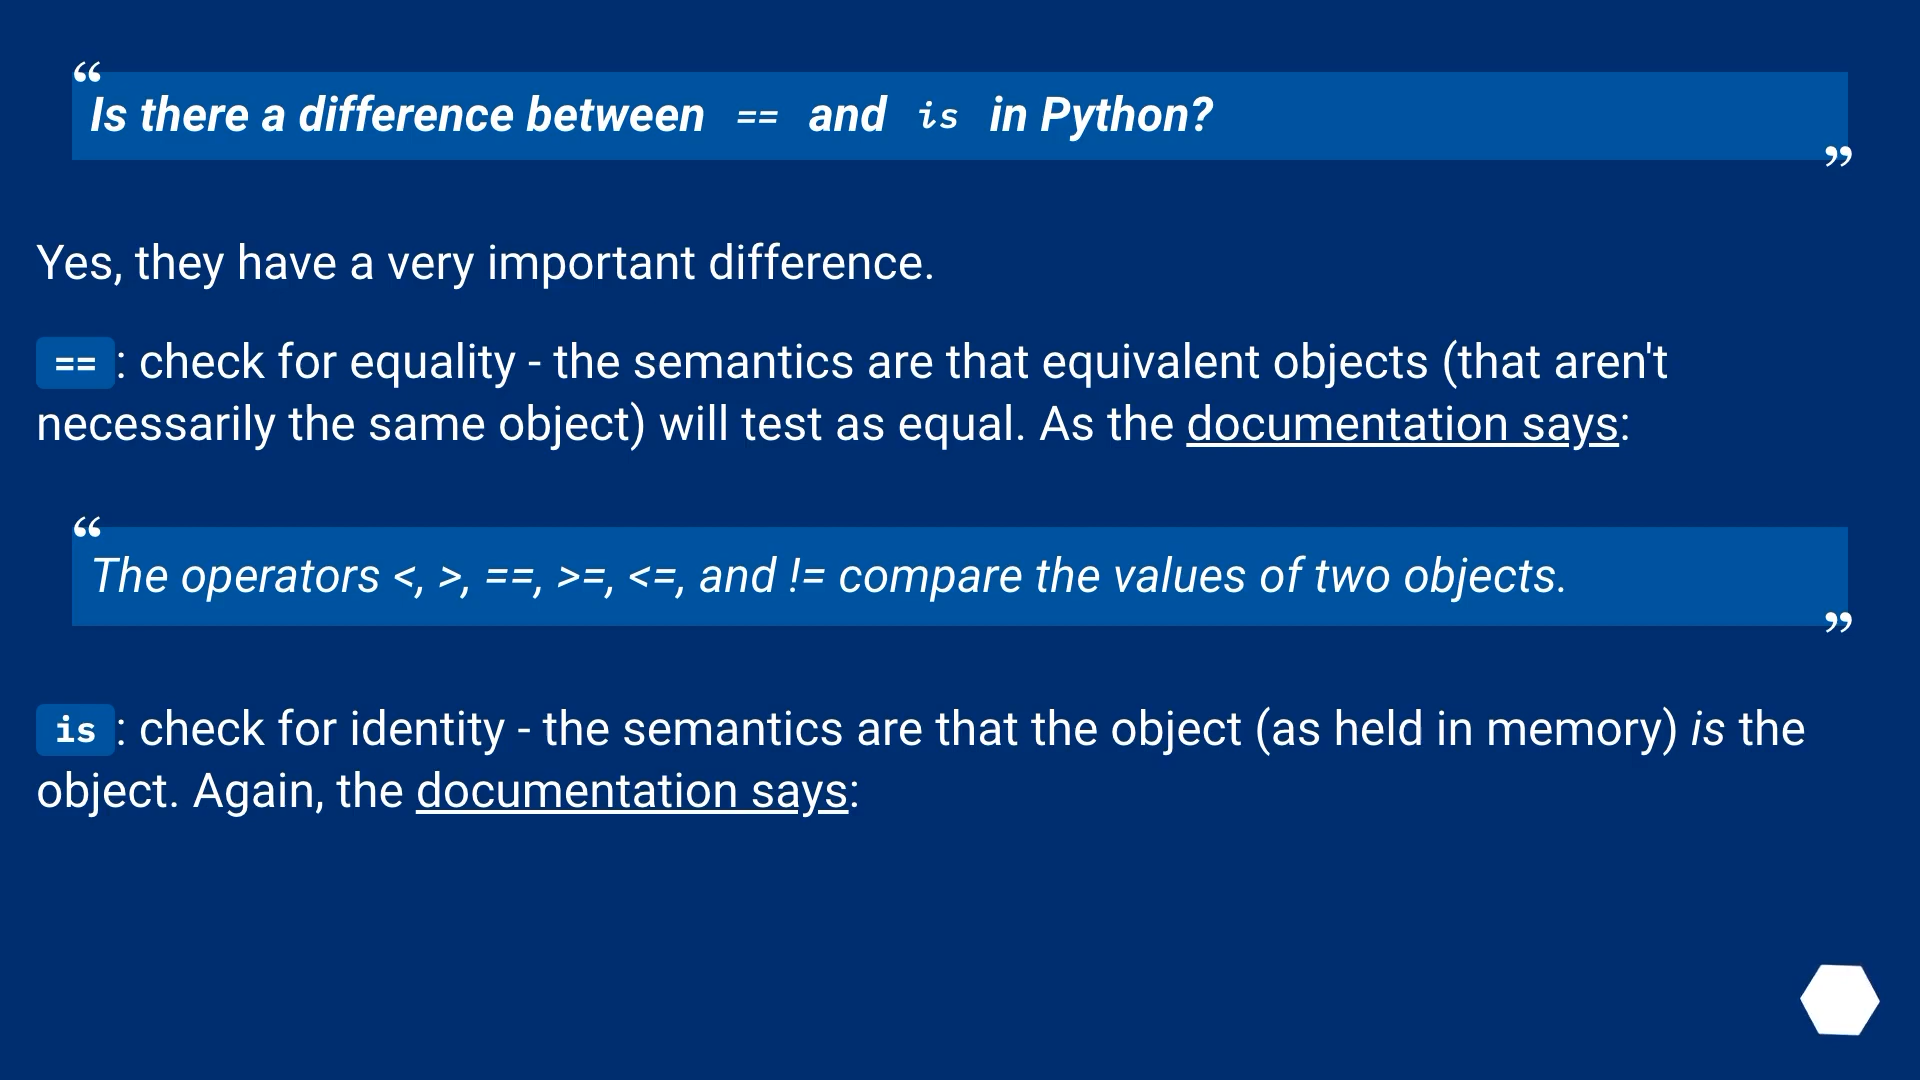 “
Is there a difference between == and is in Python?
”
Yes, they have a very important difference.
==: check for equality - the semantics are that equivalent objects (that aren't
necessarily the same object) will test as equal. As the documentation says:
“
The operators <, >, ==, >=, <=, and != compare the values of two objects.
”
is: check for identity - the semantics are that the object (as held in memory) is the
object. Again, the documentation says: